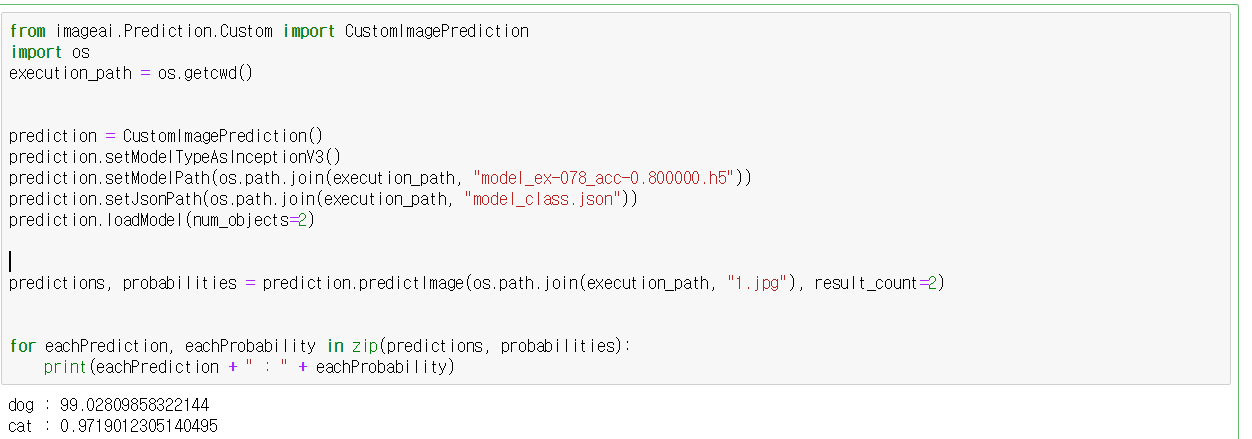 from imageai.Prediction.Custom import CustomImagePrediction
import os
execution_path = os.getcwd()
prediction = CustomImagePrediction()
prediction.setModelTypeAsInceptionV3()
prediction.setModelPath(os.path.join(execution_path, "model_ex-078_acc-0.800000.h5"))
prediction.setJsonPath(os.path.join(execution_path, "model_class.json"))
prediction.loadModel(num_objects=2)
predictions, probabilities = prediction.predictImage(os.path.join(execution_path, "1.jpg"), result_count=2)
for eachPrediction, eachProbability in zip(predictions, probabilities):
    print(eachPrediction + " : " + eachProbability)
dog : 99.02809858322144
cat : 0.9719012305140495